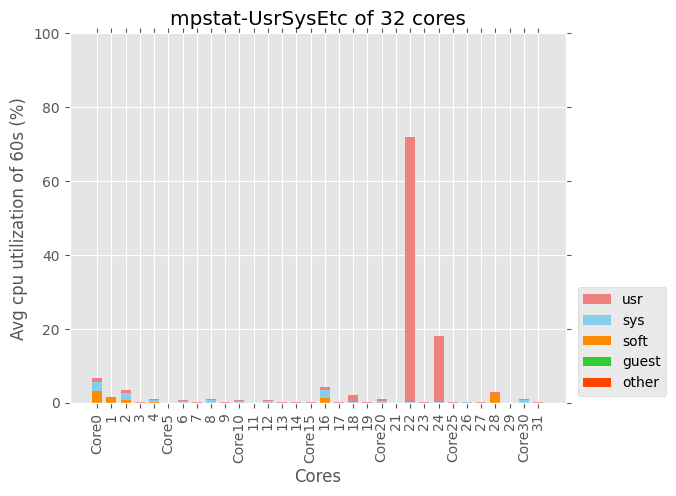 mpstat-UsrSysEtc of 32 cores
Avg cpu utilization of 60s (%)
100
80
60
40
20
0
Core0
1
2
3
4
Core5
6
7
8
9
Core10
11
12
13
14
Core15
16
17
18
19
Core20
21
22
23
24
Core25
26
27
28
29
Core30
31
Cores
usr
sys
soft
guest
other